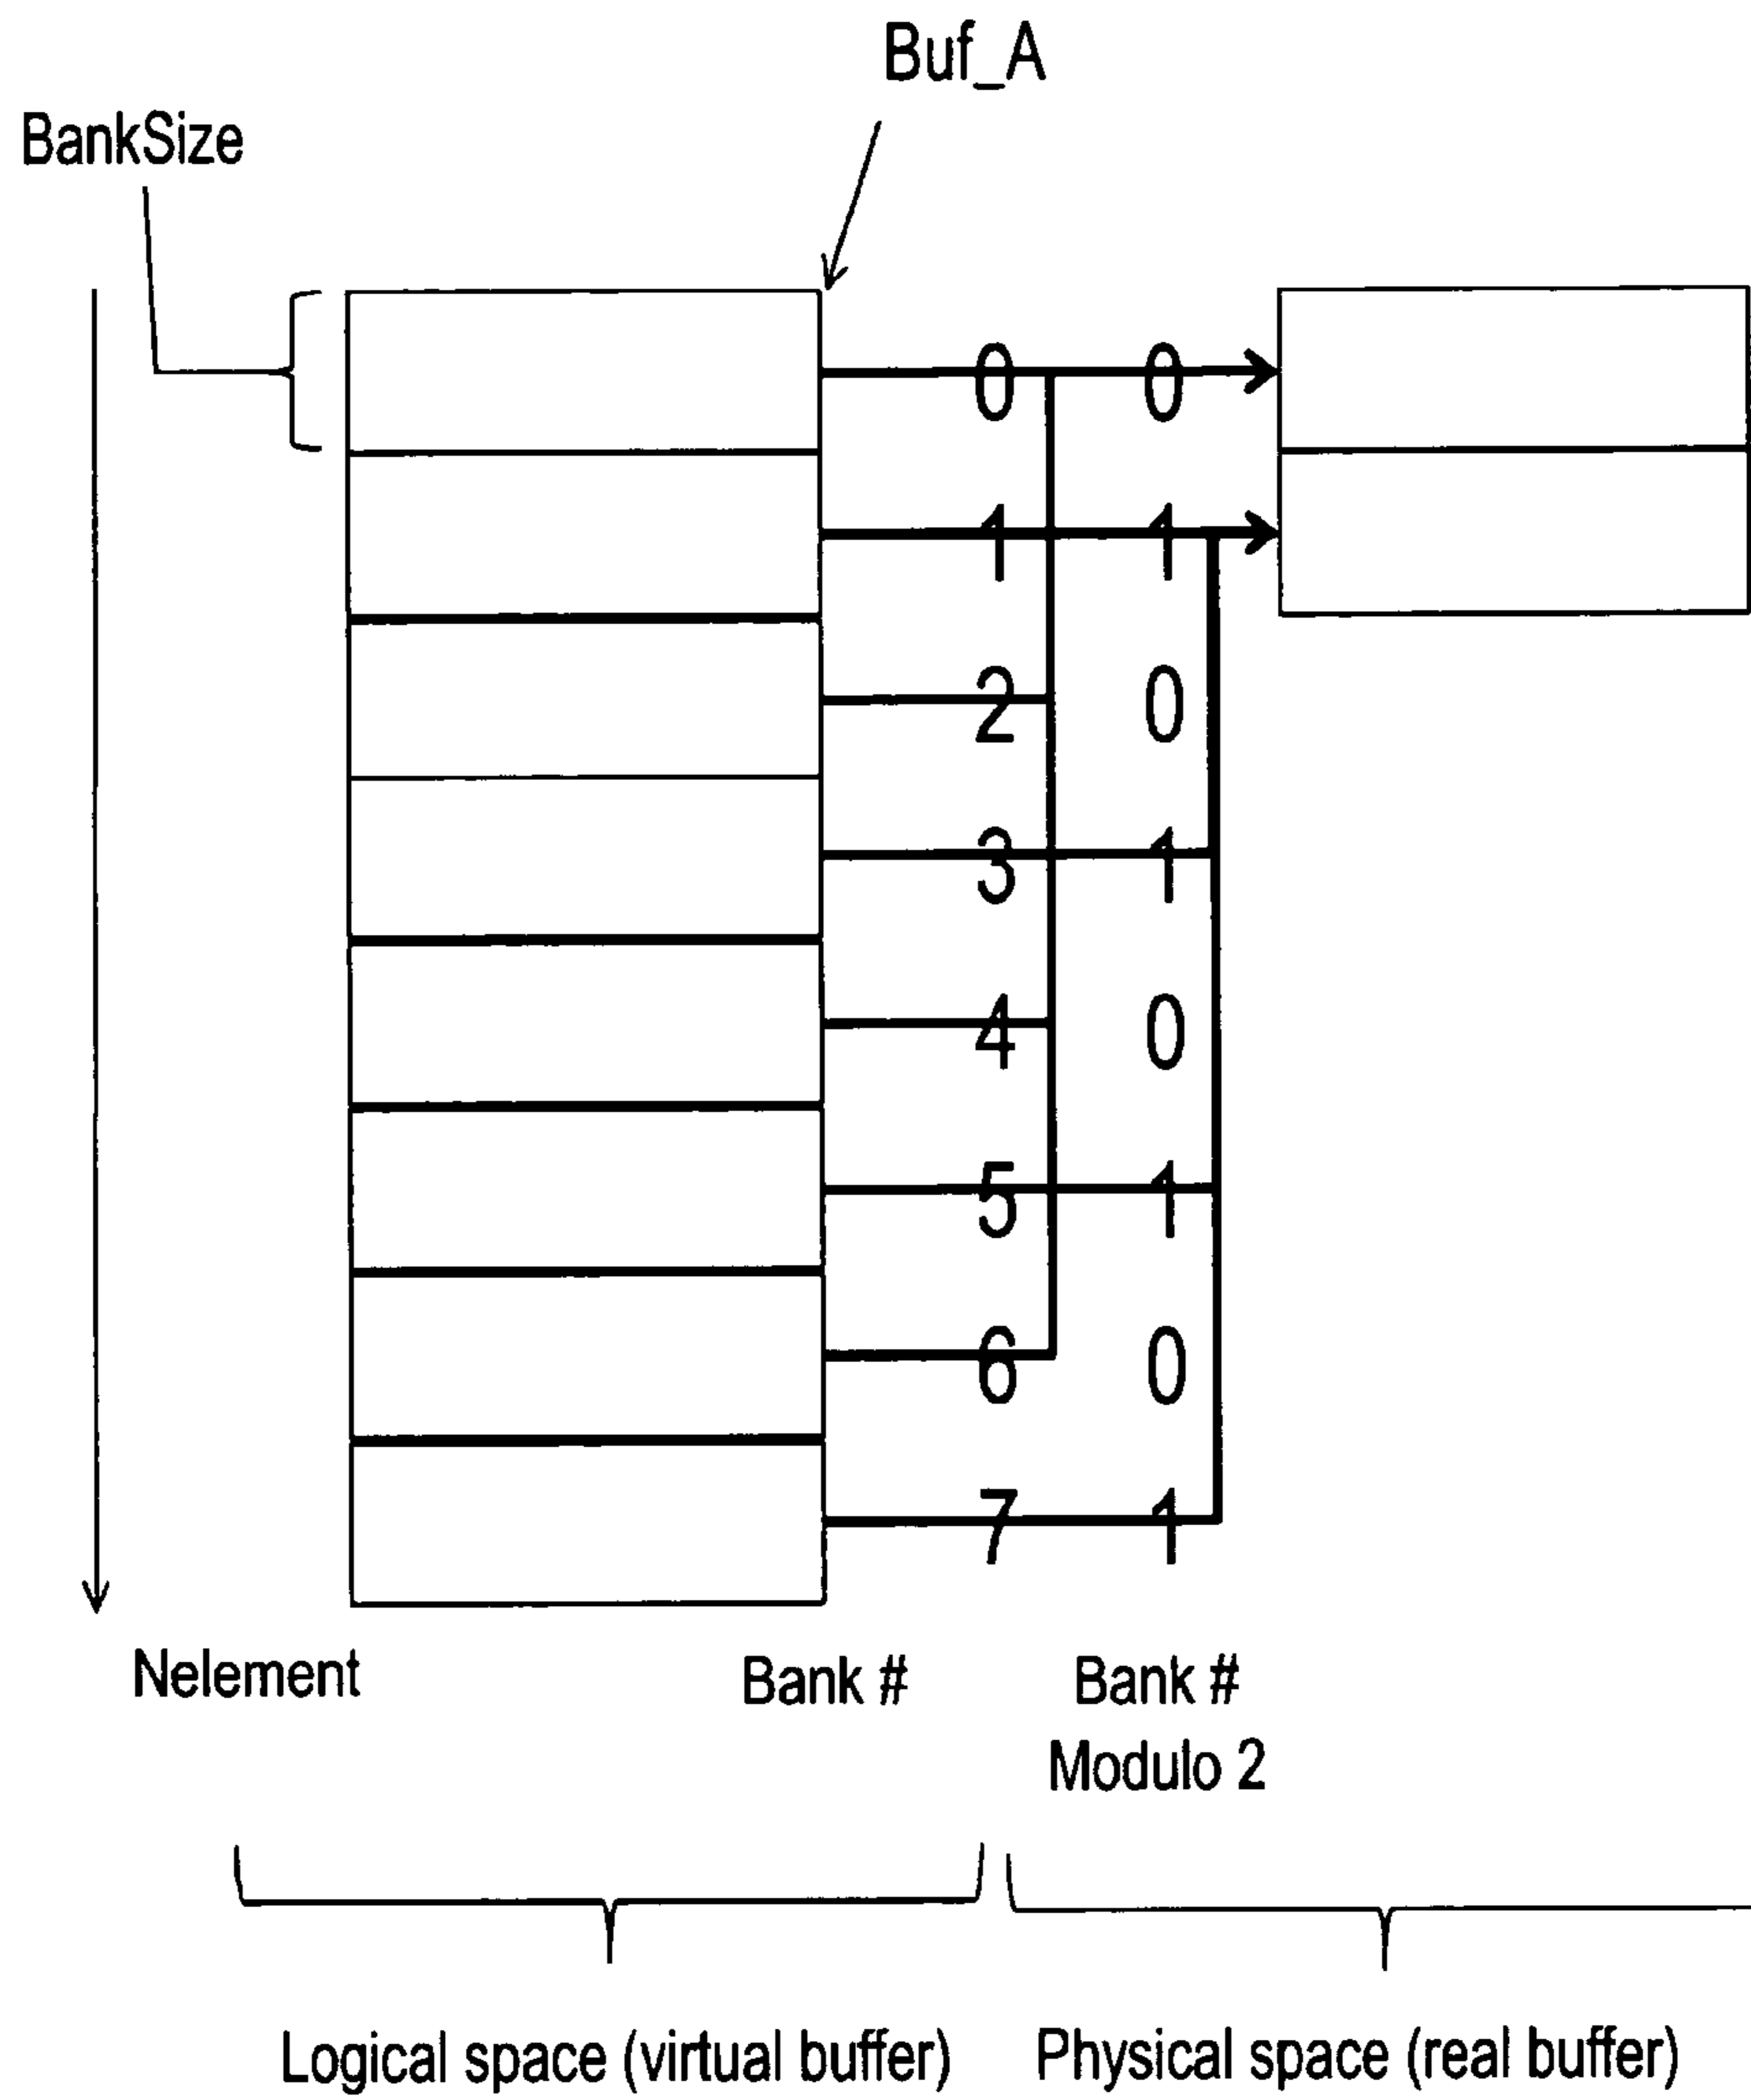 Buf_A
BankSize
0 0
1 1
2 0
3 1
4 0
5 1
6 0
7 1
Nelement Bank # Bank #
Modulo 2
Logical space (virtual buffer) Physical space (real buffer)